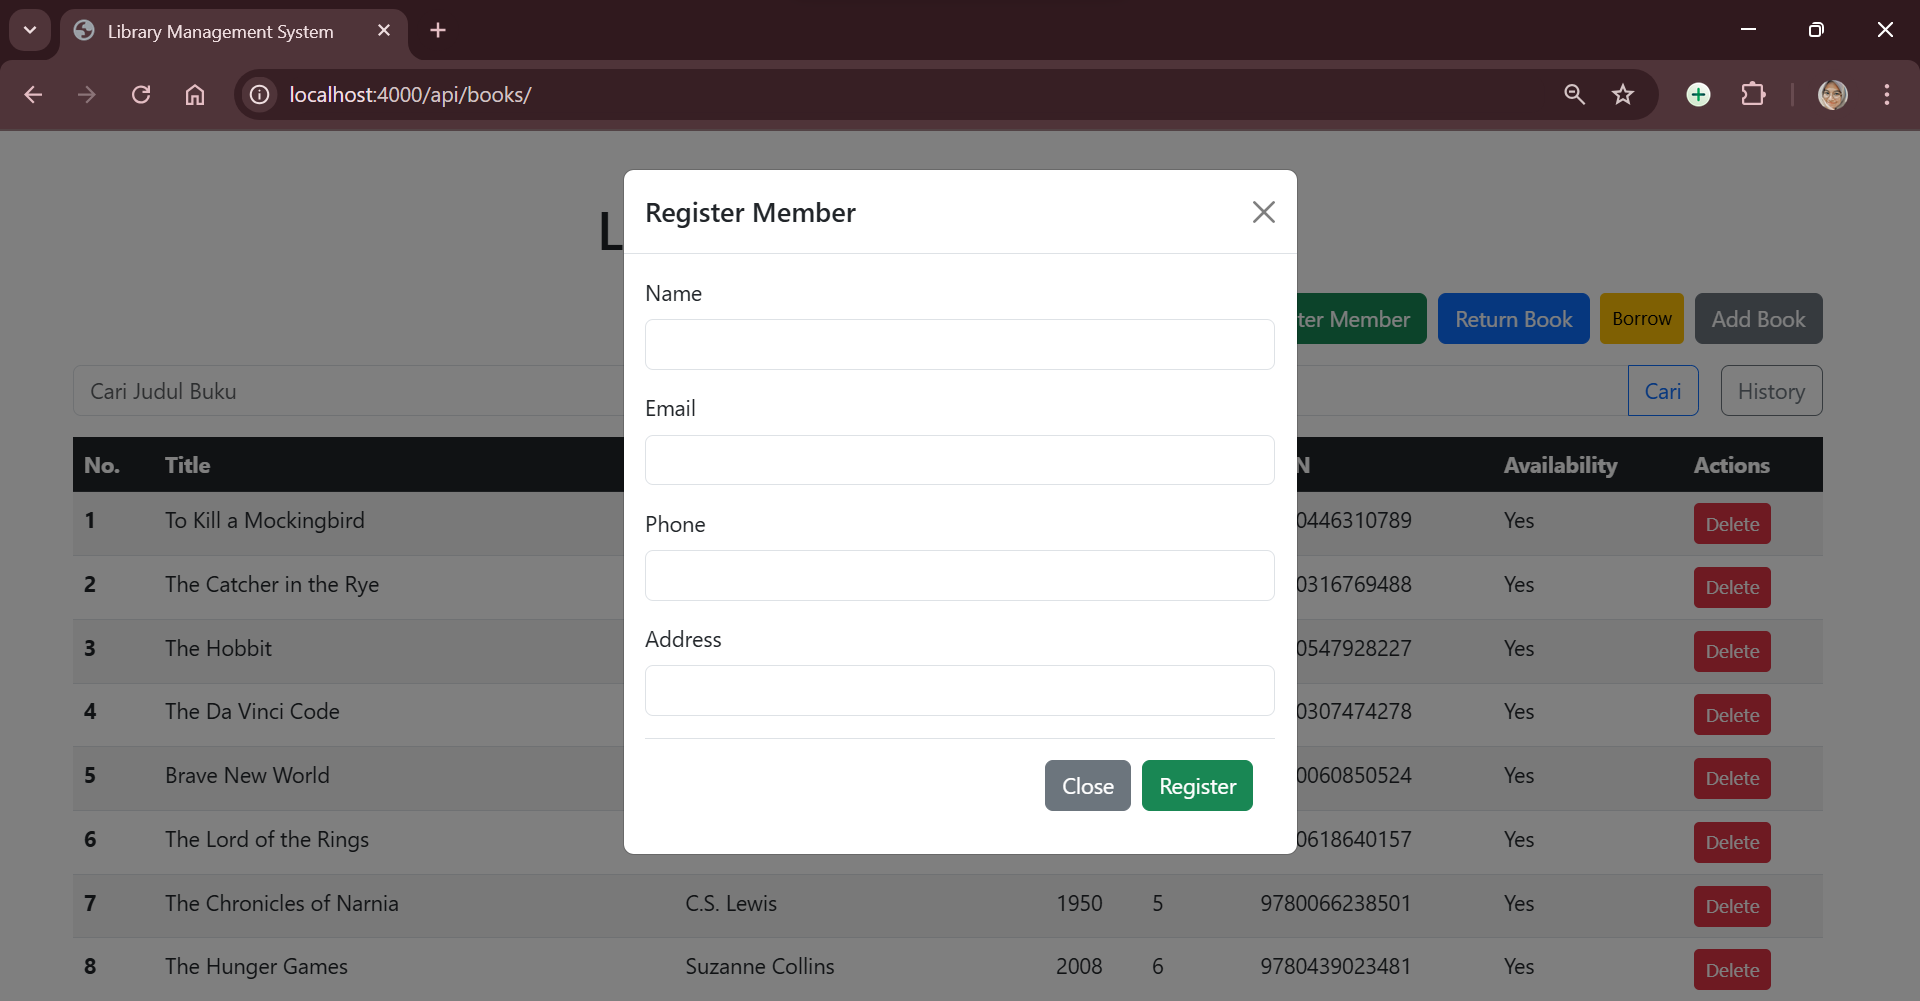 Library Management System
localhost:4000/api/books/
L
Register Member
Name
Email
Phone
Address
Close Register
ter Member Return Book Borrow Add Book
Cari Judul Buku Cari History
No. Title N Availability Actions
1 To Kill a Mockingbird 0446310789 Yes Delete
2 The Catcher in the Rye 0316769488 Yes Delete
3 The Hobbit 0547928227 Yes Delete
4 The Da Vinci Code 0307474278 Yes Delete
5 Brave New World 0060850524 Yes Delete
6 The Lord of the Rings 0618640157 Yes Delete
7 The Chronicles of Narnia C.S. Lewis 1950 5 9780066238501 Yes Delete
8 The Hunger Games Suzanne Collins 2008 6 9780439023481 Yes Delete